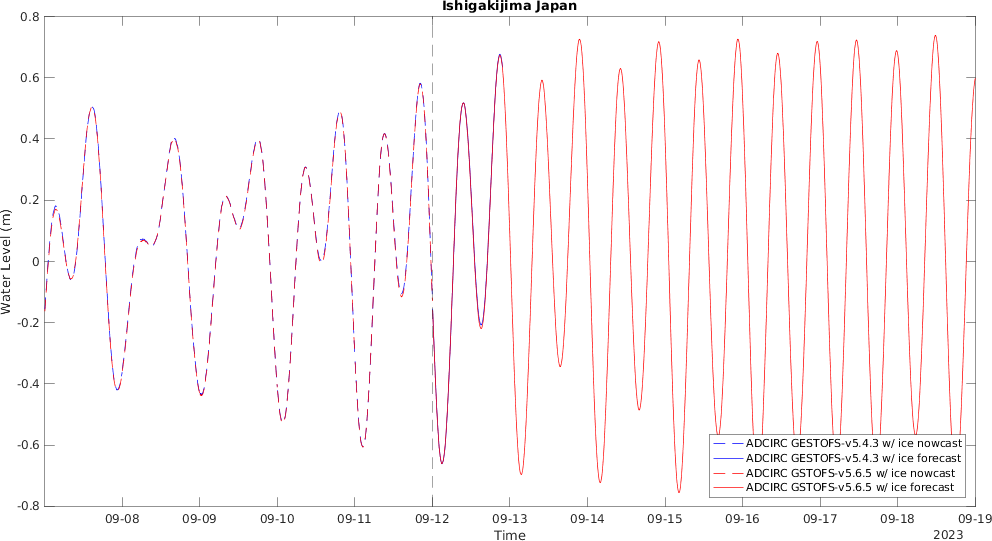 Ishigakijima Japan
0.8
0.6
0.4
0.2
0
-0.2
-0.4
-0.6
-0.8
Water Level (m)
ADCIRC GESTOFS-v5.4.3 w/ ice nowcast
ADCIRC GESTOFS-v5.4.3 w/ ice forecast
ADCIRC GSTOFS-v5.6.5 w/ ice nowcast
ADCIRC GSTOFS-v5.6.5 w/ ice forecast
09-08 09-09 09-10 09-11 09-12 09-13 09-14 09-15 09-16 09-17 09-18 09-19
Time
2023